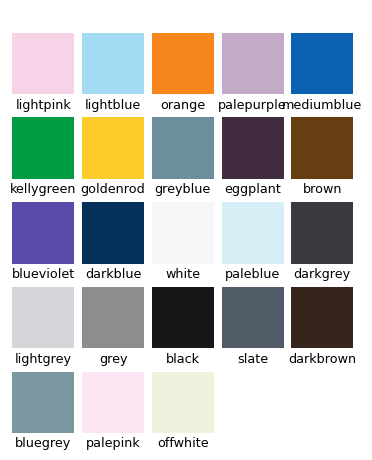 lightpink lightblue orange palepurple mediumblue
kellygreen goldenrod greyblue eggplant brown
blueviolet darkblue white paleblue darkgrey
lightgrey grey black slate darkbrown
bluegrey palepink offwhite